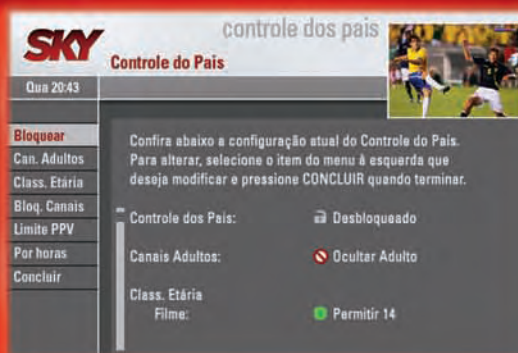 SKY
controle dos pais
Controle do Pais
Qua 20:43
Bloquear
Can. Adultos
Class. Etária
Bloq. Canais
Limite PPV
Por horas
Concluir
Confira abaixo a configuração atual do Controle do Pais.
Para alterar, selecione o item do menu à esquerda que
deseja modificar e pressione CONCLUIR quando terminar.
Controle dos Pais: Desbloqueado
Canais Adultos: Ocultar Adulto
Class. Etária
Filme: Permitir 14